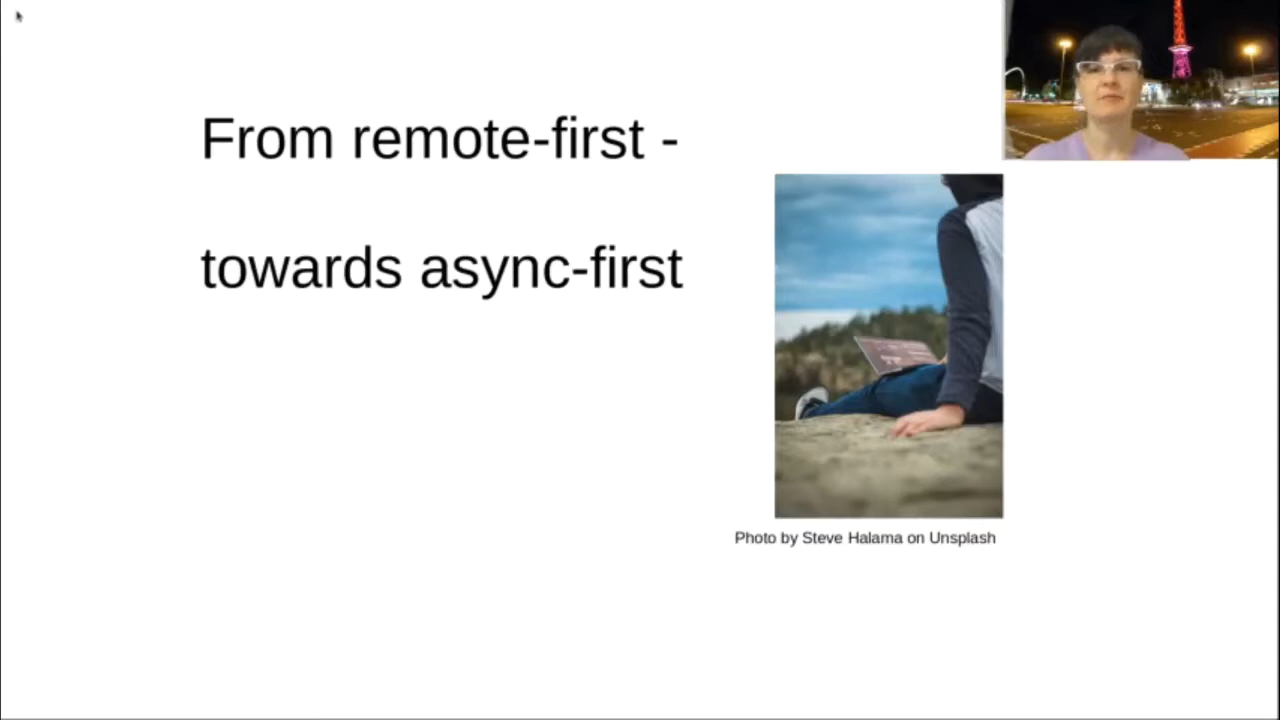 From remote-first -
towards async-first
Photo by Steve Halama on Unsplash